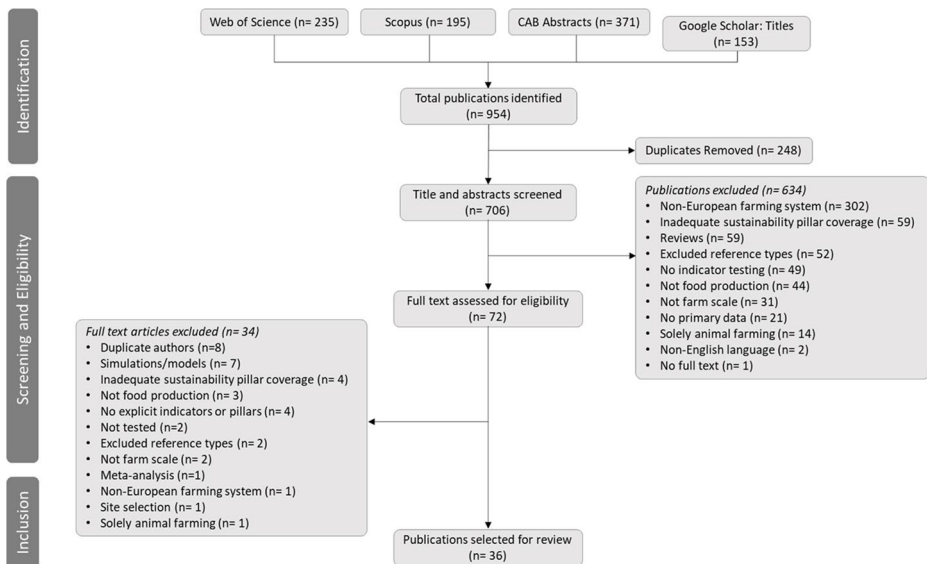 Identification
Web of Science (n= 235)
Scopus (n= 195)
CAB Abstracts (n= 371)
Google Scholar: Titles
(n= 153)
Total publications identified
(n= 954)
Duplicates Removed (n= 248)
Screening and Eligibility
Title and abstracts screened
(n= 706)
Publications excluded (n= 634)
• Non-European farming system (n= 302)
• Inadequate sustainability pillar coverage (n= 59)
• Reviews (n= 59)
• Excluded reference types (n= 52)
• No indicator testing (n= 49)
• Not food production (n= 44)
• Not farm scale (n= 31)
• No primary data (n= 21)
• Solely animal farming (n= 14)
• Non-English language (n= 2)
• No full text (n= 1)
Full text assessed for eligibility
(n= 72)
Full text articles excluded (n= 34)
• Duplicate authors (n=8)
• Simulations/models (n= 7)
• Inadequate sustainability pillar coverage (n= 4)
• Not food production (n= 3)
• No explicit indicators or pillars (n= 4)
• Not tested (n=2)
• Excluded reference types (n= 2)
• Not farm scale (n= 2)
• Meta-analysis (n=1)
• Non-European farming system (n= 1)
• Site selection (n= 1)
• Solely animal farming (n= 1)
Inclusion
Publications selected for review
(n= 36)